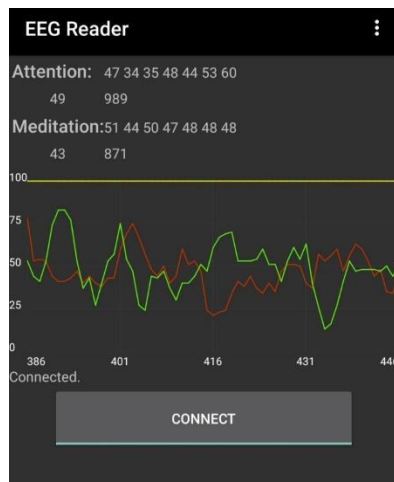 EEG Reader
Attention: 47 34 35 48 44 53 60
49 989
Meditation:51 44 50 47 48 48 48
43 871
100
75
50
25
0
386 401 416 431 446
Connected.
CONNECT